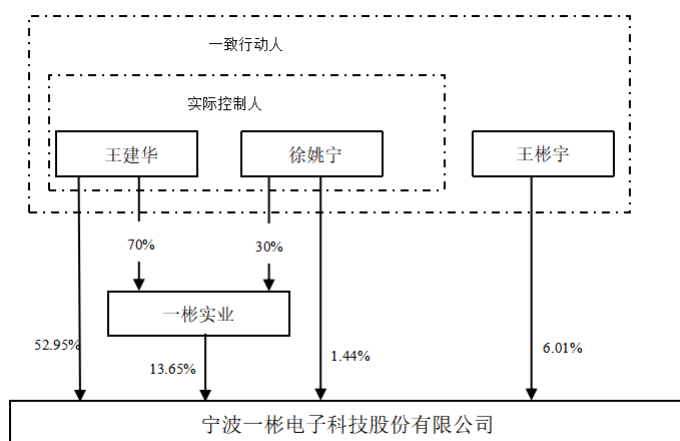 一致行动人
实际控制人
王建华
徐姚宁
王彬宇
70%
30%
一彬实业
52.95%
13.65%
1.44%
6.01%
宁波一彬电子科技股份有限公司